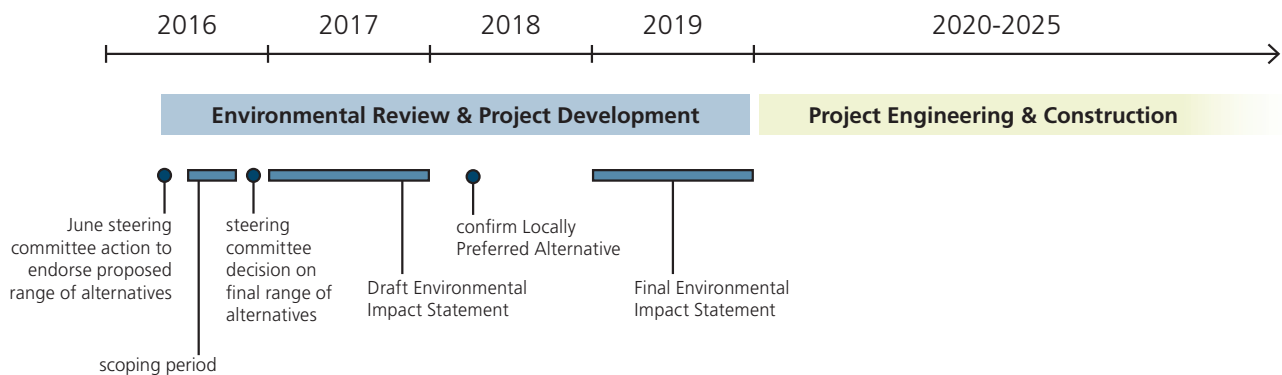 2016 2017 2018 2019 2020-2025
Environmental Review & Project Development
Project Engineering & Construction
June steering
committee action to
endorse proposed
range of alternatives
scoping period
steering
committee
decision on
final range of
alternatives
Draft Environmental
Impact Statement
confirm Locally
Preferred Alternative
Final Environmental
Impact Statement